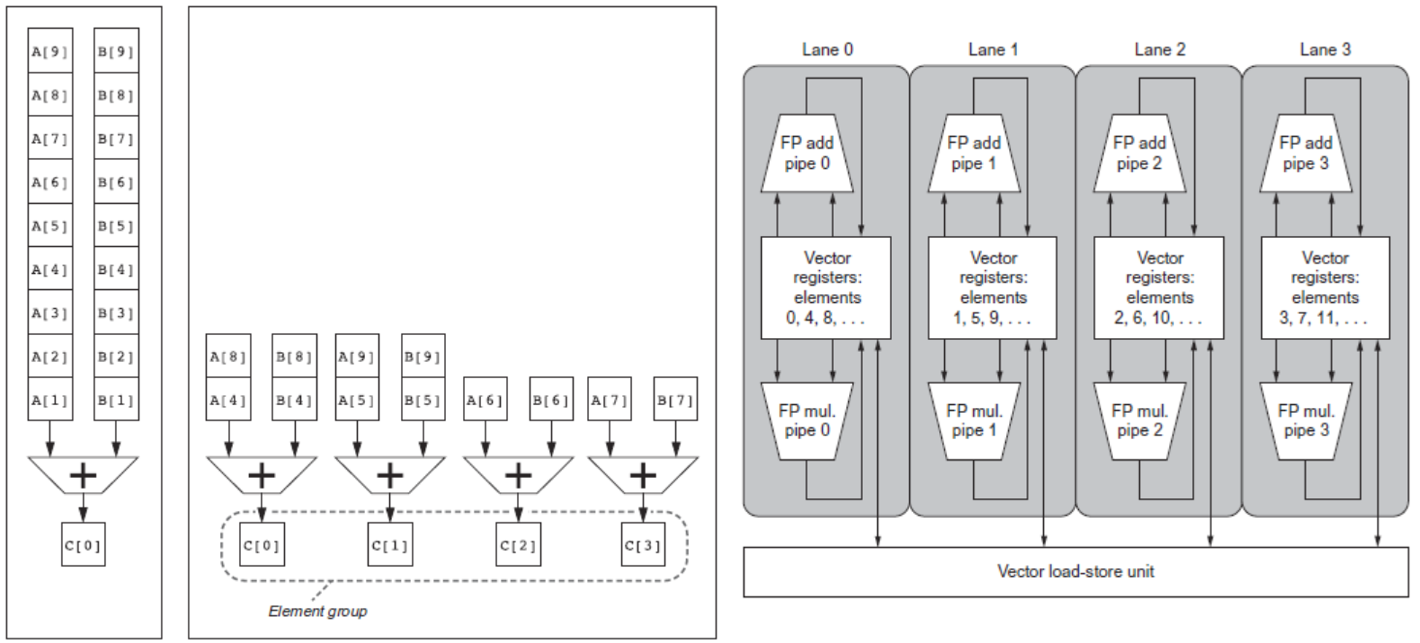 A[9] B[9]
A[8] B[8]
A[7] B[7]
A[6] B[6]
A[5] B[5]
A[4] B[4]
A[3] B[3]
A[2] B[2]
A[1] B[1]
+
C[0]
A[8] B[8] A[9] B[9]
A[4] B[4] A[5] B[5] A[6] B[6] A[7] B[7]
+ + + +
C[0] C[1] C[2] C[3]
Element group
Lane 0 Lane 1 Lane 2 Lane 3
FP add FP add FP add FP add
pipe 0 pipe 1 pipe 2 pipe 3
Vector Vector Vector Vector
registers: registers: registers: registers:
elements elements elements elements
0, 4, 8, . . . 1, 5, 9, . . . 2, 6, 10, . . . 3, 7, 11, . . .
FP mul. FP mul. FP mul. FP mul.
pipe 0 pipe 1 pipe 2 pipe 3
Vector load-store unit